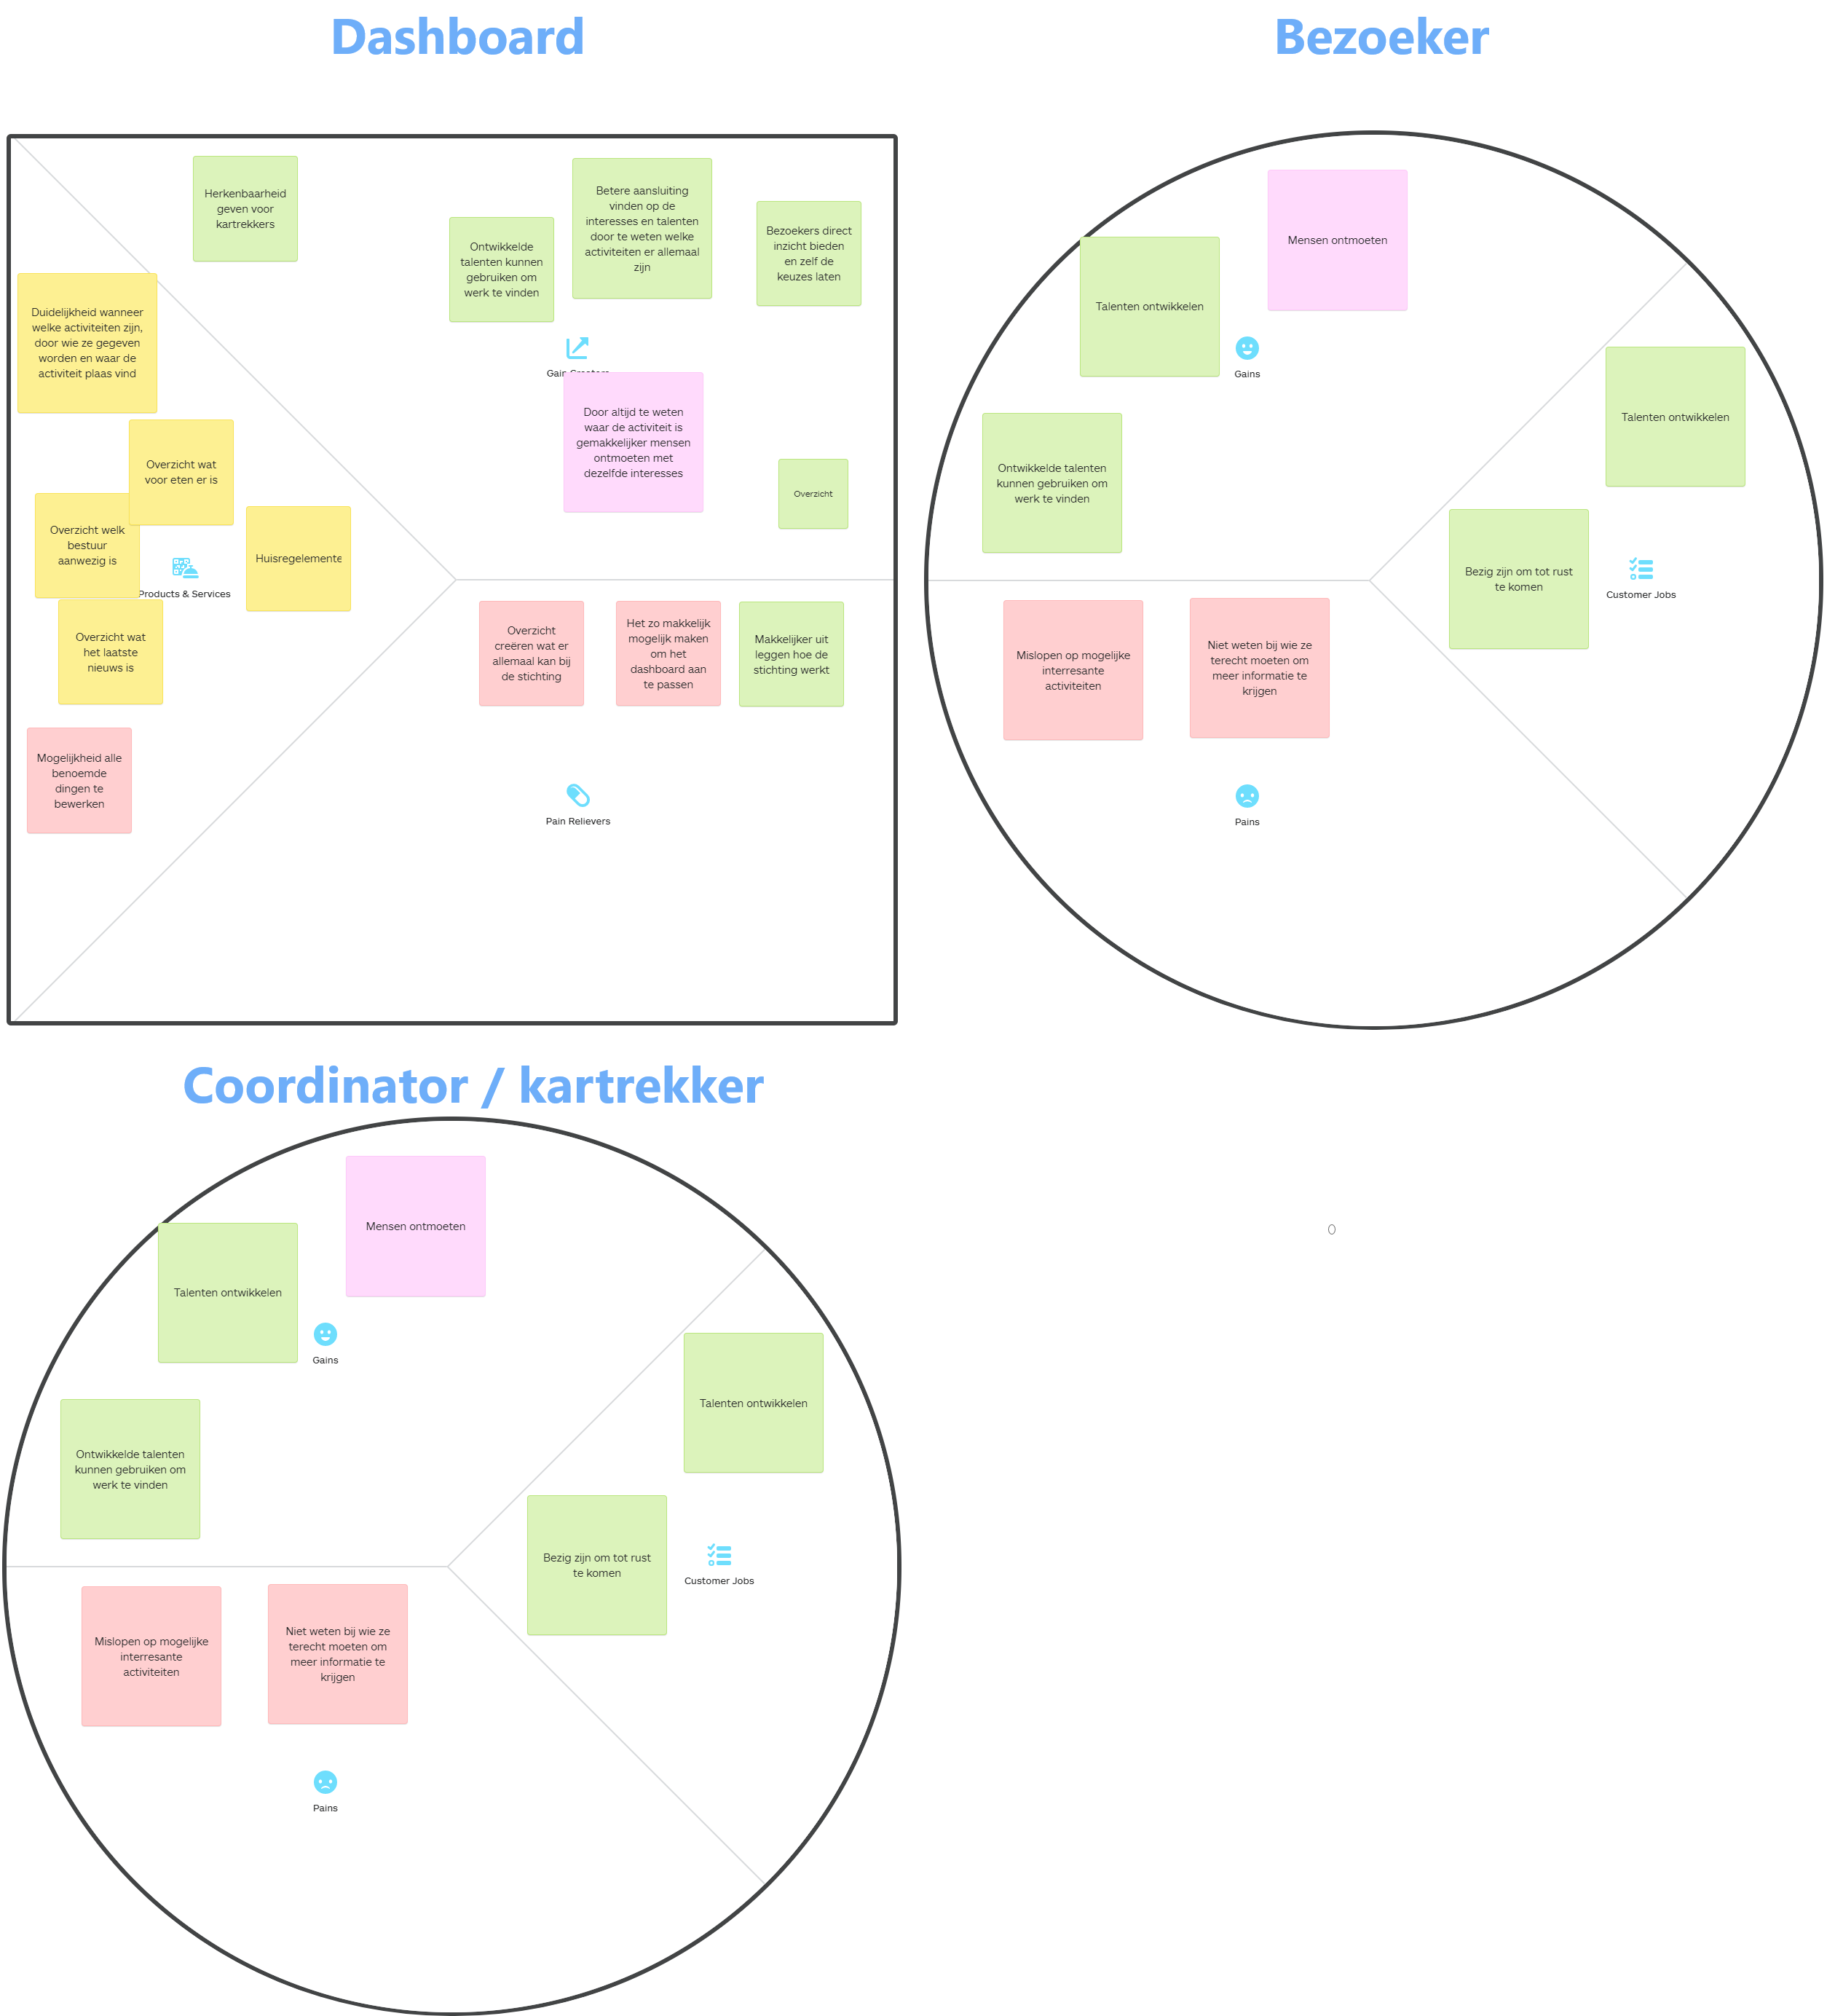 Dashboard
Bezoeker
Herkenbaarheid
geven voor
kartrekkers
Ontwikkelde
talenten kunnen
gebruiken om
werk te vinden
Betere aansluiting
vinden op de
interesses en talenten
door te weten welke
activiteiten er allemaal
zijn
Bezoekers direct
inzicht bieden
en zelf de
keuzes laten
Duidelijkheid wanneer
welke activiteiten zijn,
door wie ze gegeven
worden en waar de
activiteit plaas vind
Door altijd te weten
waar de activiteit is
gemakkelijker mensen
ontmoeten met
dezelfde interesses
Overzicht wat
voor eten er is
Overzicht
Overzicht welk
bestuur
aanwezig is
Huisregelemente
Products & Services
Overzicht wat
het laatste
nieuws is
Mogelijkheid alle
benoemde
dingen te
bewerken
Overzicht
creëren wat er
allemaal kan bij
de stichting
Het zo makkelijk
mogelijk maken
om het
dashboard aan
te passen
Makkelijker uit
leggen hoe de
stichting werkt
Pain Relievers
Mensen ontmoeten
Talenten ontwikkelen
Gains
Ontwikkelde talenten
kunnen gebruiken om
werk te vinden
Talenten ontwikkelen
Bezig zijn om tot rust
te komen
Customer Jobs
Mislopen op mogelijke
interresante
activiteiten
Niet weten bij wie ze
terecht moeten om
meer informatie te
krijgen
Pains
Coordinator / kartrekker
Mensen ontmoeten
Talenten ontwikkelen
Gains
Ontwikkelde talenten
kunnen gebruiken om
werk te vinden
Talenten ontwikkelen
Bezig zijn om tot rust
te komen
Customer Jobs
Mislopen op mogelijke
interresante
activiteiten
Niet weten bij wie ze
terecht moeten om
meer informatie te
krijgen
Pains